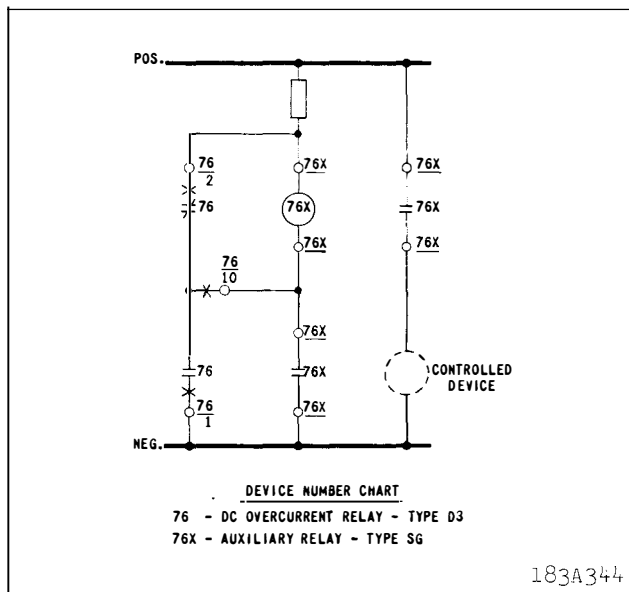 POS.
76
2
76X
76X
76
76X
76X
76X
76X
76
10
76X
76
76X
CONTROLLED
DEVICE
76
1
76X
NEG.
DEVICE NUMBER CHART
76 - DC OVERCURRENT RELAY - TYPE D3
76X - AUXILIARY RELAY - TYPE SG
183A344